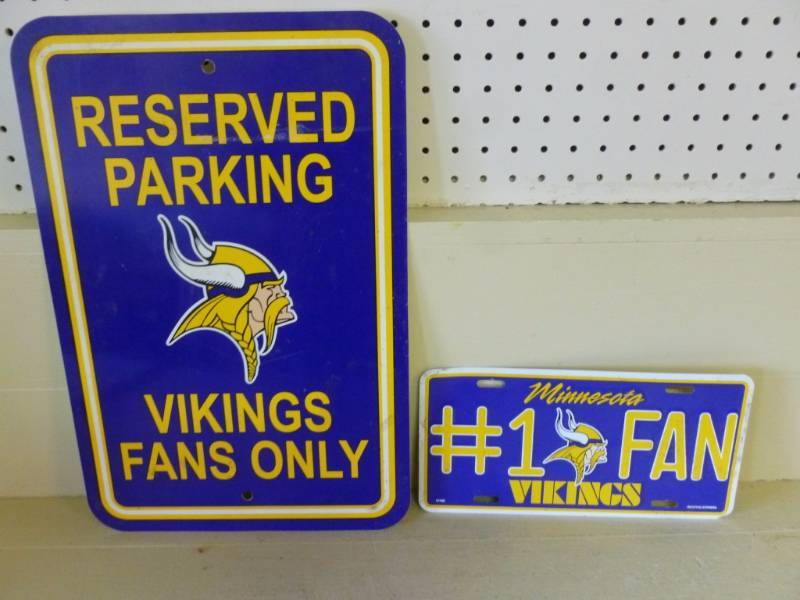 RESERVED
PARKING
VIKINGS
FANS ONLY
Minnesota
#1 FAN
VIKINGS